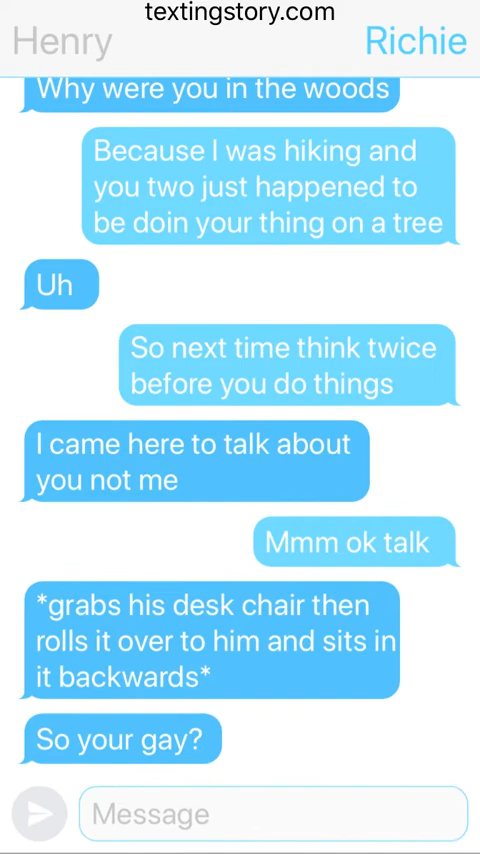 textingstory.com
Henry
Richie
Why were you in the woods
Because I was hiking and
you two just happened to
be doin your thing on a tree
Uh
So next time think twice
before you do things
I came here to talk about
you not me
Mmm ok talk
*grabs his desk chair then
rolls it over to him and sits in
it backwards*
So your gay?
Message